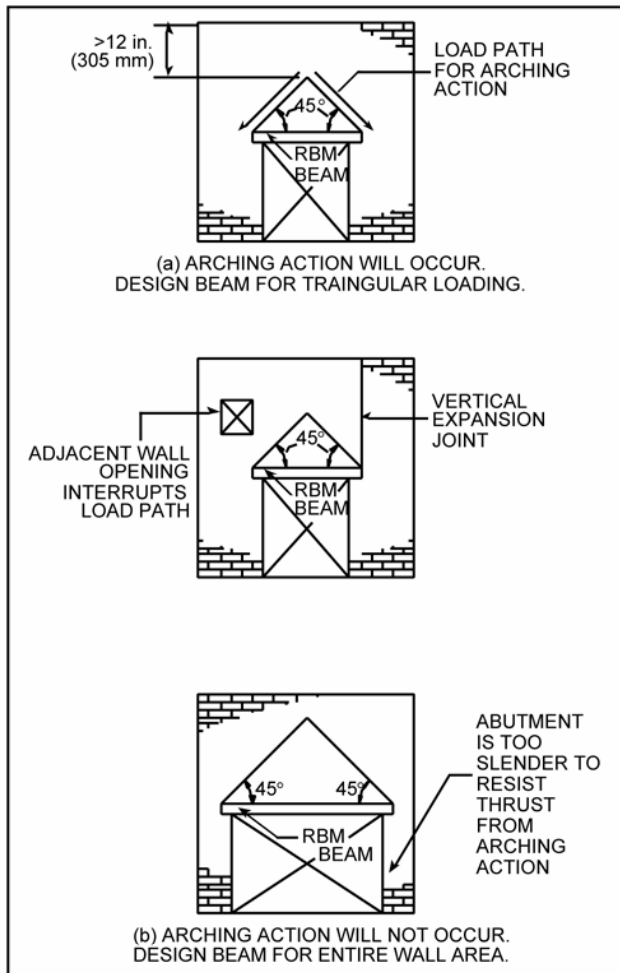 >12 in.
(305 mm)
LOAD PATH
FOR ARCHING
ACTION
45°
RBM
BEAM
(a) ARCHING ACTION WILL OCCUR.
DESIGN BEAM FOR TRAINGULAR LOADING.
ADJACENT WALL
OPENING
INTERRUPTS
LOAD PATH
45°
RBM
BEAM
VERTICAL
EXPANSION
JOINT
45°
45°
RBM
BEAM
ABUTMENT
IS TOO
SLENDER TO
RESIST
THRUST
FROM
ARCHING
ACTION
(b) ARCHING ACTION WILL NOT OCCUR.
DESIGN BEAM FOR ENTIRE WALL AREA.